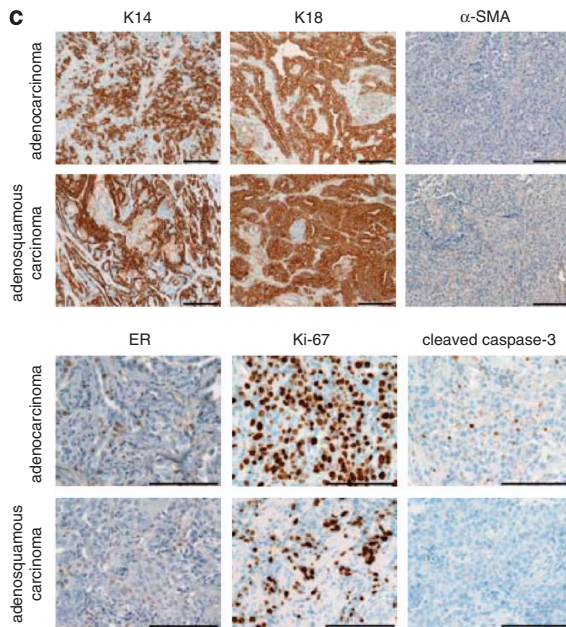 c
K14 K18 α-SMA
adenocarcinoma
adenosquamous
carcinoma
ER Ki-67 cleaved caspase-3
adenocarcinoma
adenosquamous
carcinoma